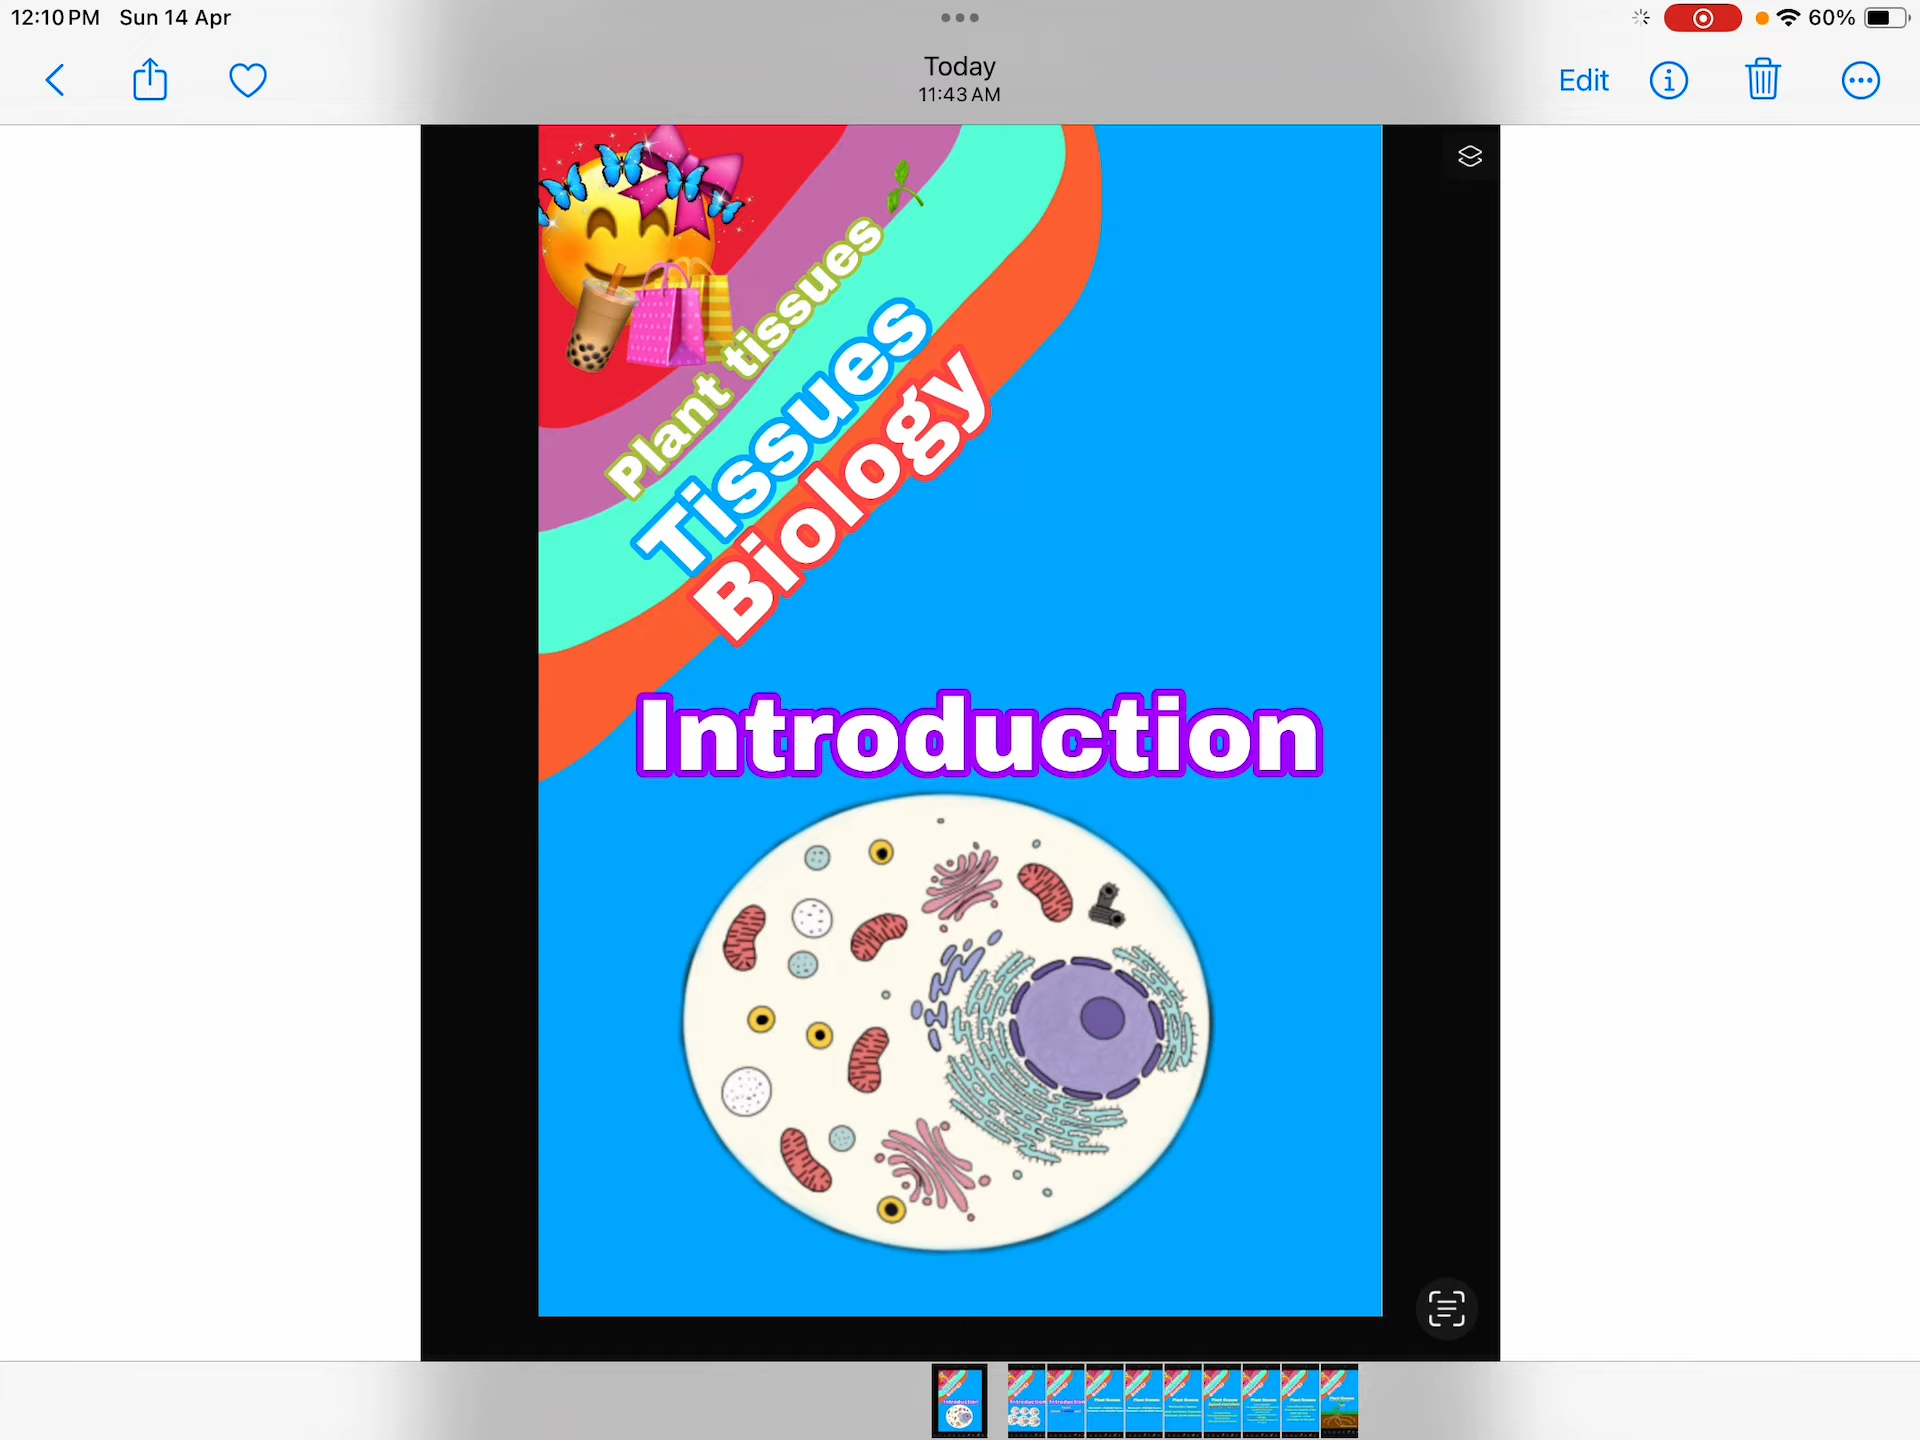 12:10 PM Sun 14 Apr
60%
Today
11:43 AM
Edit
Plant tissues
Tissues
Biology
Introduction